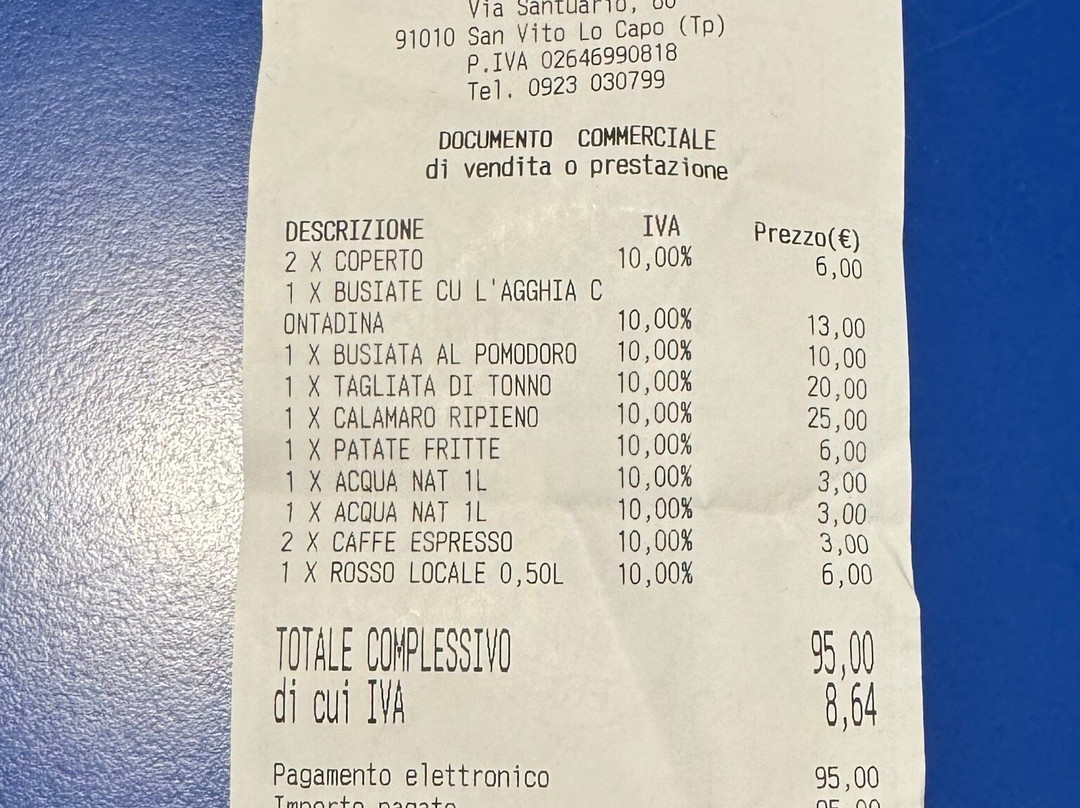 Via Santuario,
91010 San Vito Lo Capo (Tp)
P.IVA 02646990818
Tel. 0923 030799
DOCUMENTO COMMERCIALE
di vendita o prestazione
DESCRIZIONE IVA Prezzo(€)
2 X COPERTO 10,00% 6,00
1 X BUSIATE CU L'AGGHIA C
ONTADINA 10,00% 13,00
1 X BUSIATA AL POMODORO 10,00% 10,00
1 X TAGLIATA DI TONNO 10,00% 20,00
1 X CALAMARO RIPIENO 10,00% 25,00
1 X PATATE FRITTE 10,00% 6,00
1 X ACQUA NAT 1L 10,00% 3,00
1 X ACQUA NAT 1L 10,00% 3,00
2 X CAFFE ESPRESSO 10,00% 3,00
1 X ROSSO LOCALE 0,50L 10,00% 6,00
TOTALE COMPLESSIVO 95,00
di cui IVA 8,64
Pagamento elettronico 95,00
Importo pagato 95,00